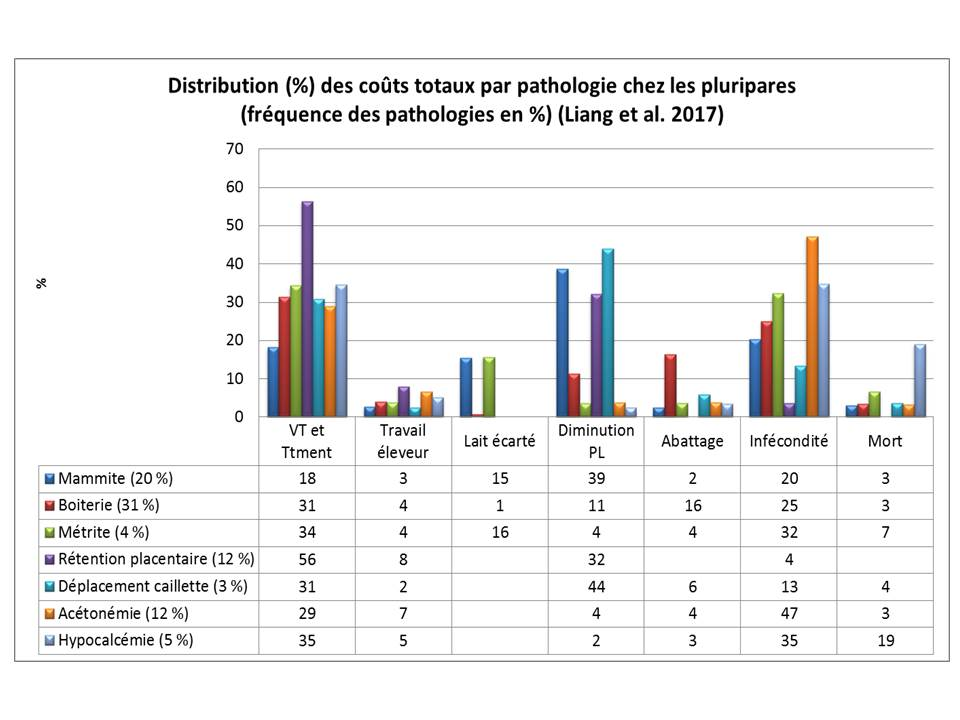 Distribution (%) des coûts totaux par pathologie chez les pluripares
(fréquence des pathologies en %) (Liang et al. 2017)
70
60
50
40
30
20
10
0
%
VT et Ttment Travail éleveur Lait écarté Diminution PL Abattage Infécondité Mort
Mammite (20 %) 18 3 15 39 2 20 3
Boiterie (31 %) 31 4 1 11 16 25 3
Métrite (4 %) 34 4 16 4 4 32 7
Rétention placentaire (12 %) 56 8 32 4
Déplacement caillette (3 %) 31 2 44 6 13 4
Acétonémie (12 %) 29 7 4 4 47 3
Hypocalcémie (5 %) 35 5 2 3 35 19